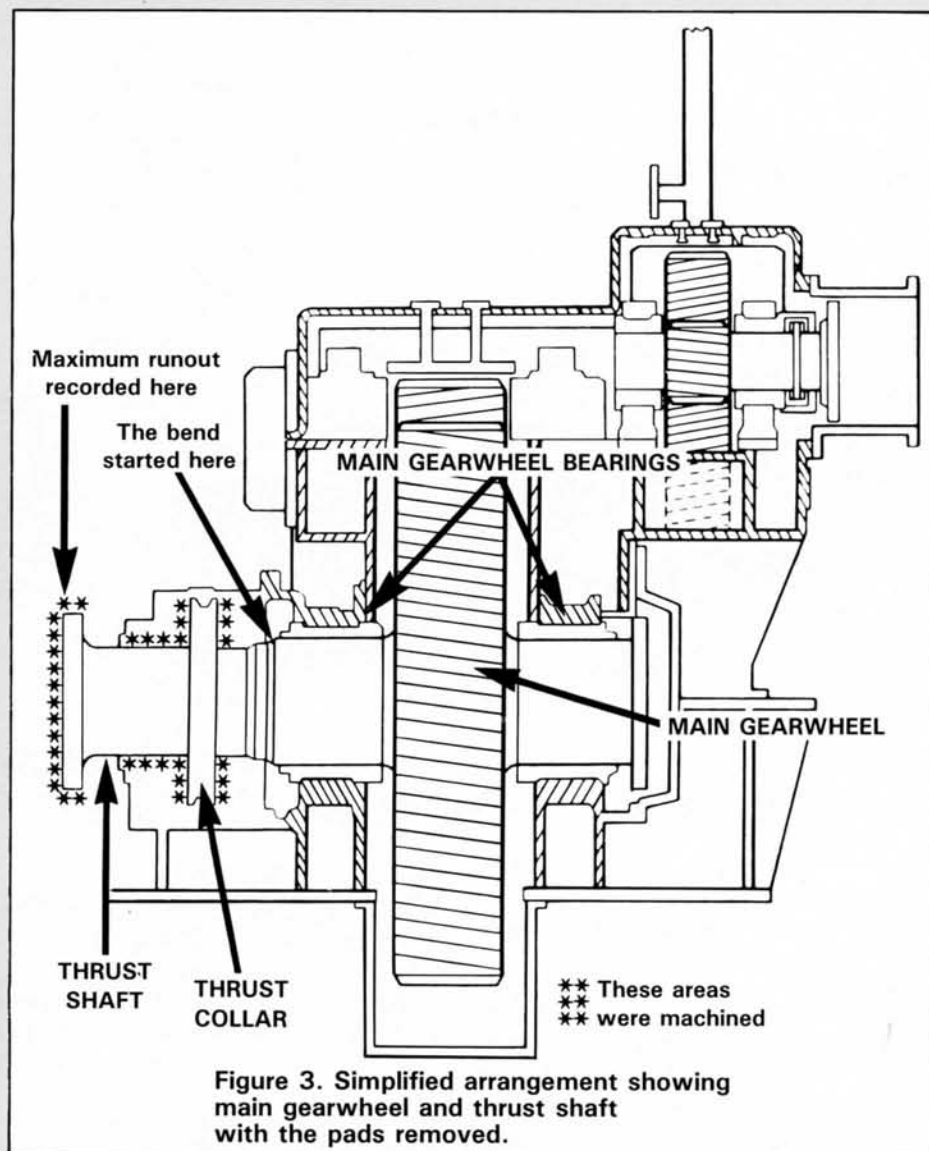 Maximum runout
recorded here
The bend
started here
MAIN GEARWHEEL BEARINGS
MAIN GEARWHEEL
THRUST
SHAFT
THRUST
COLLAR
** These areas
**
** were machined
Figure 3. Simplified arrangement showing
main gearwheel and thrust shaft
with the pads removed.